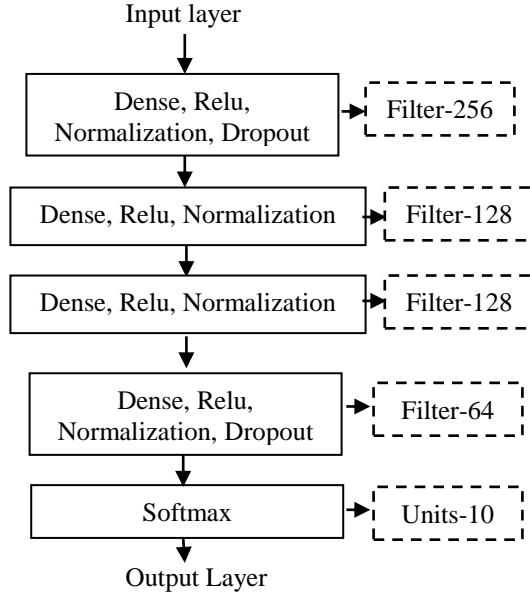 Input layer
Dense, Relu,
Normalization, Dropout
Filter-256
Dense, Relu, Normalization
Filter-128
Dense, Relu, Normalization
Filter-128
Dense, Relu,
Normalization, Dropout
Filter-64
Softmax
Units-10
Output Layer